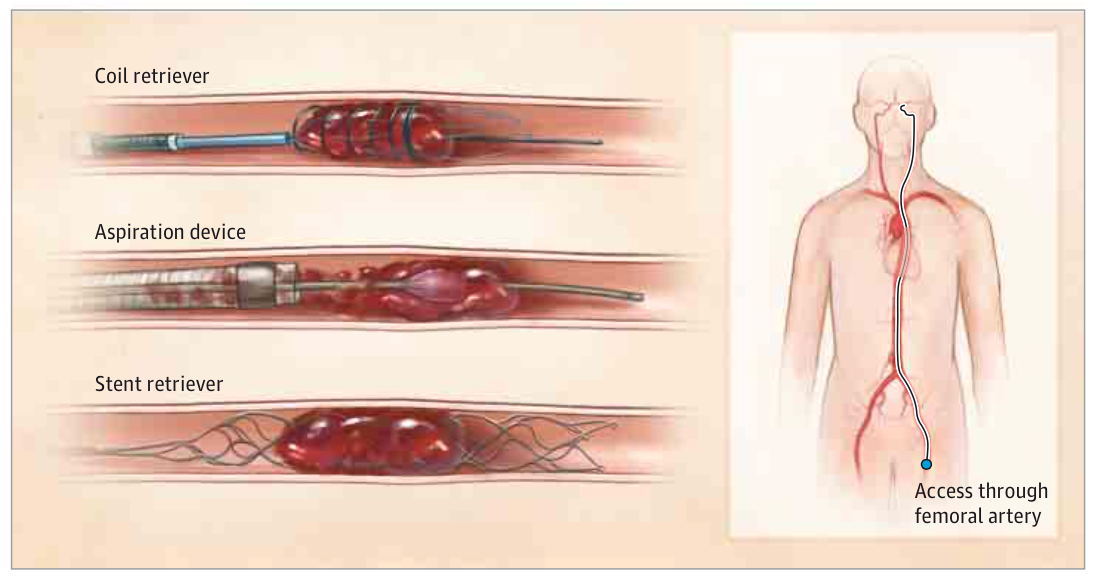 Coil retriever
Aspiration device
Stent retriever
Access through
femoral artery